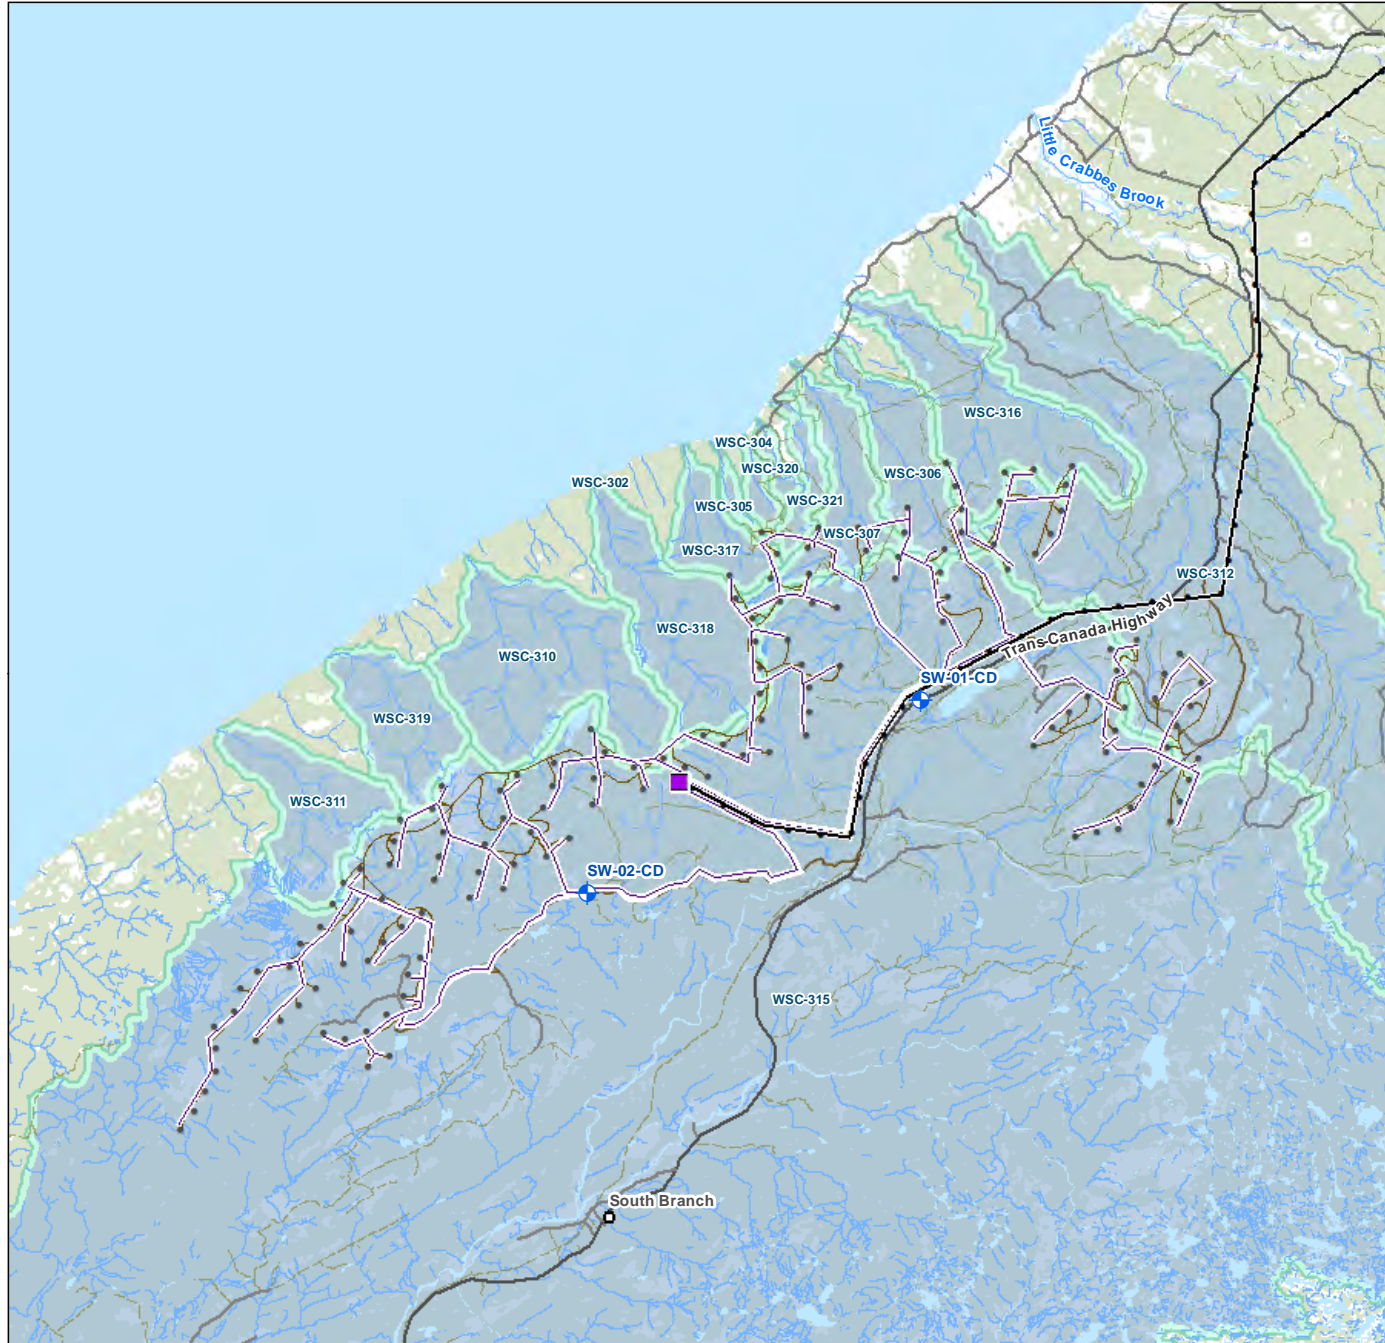 Little Crabbes Brook
WSC-316
WSC-304
WSC-320
WSC-306
WSC-302
WSC-305
WSC-321
WSC-307
WSC-317
WSC-312
WSC-318
Trans-Canada Highway
WSC-310
SW-01-CD
WSC-319
WSC-311
SW-02-CD
WSC-315
South Branch